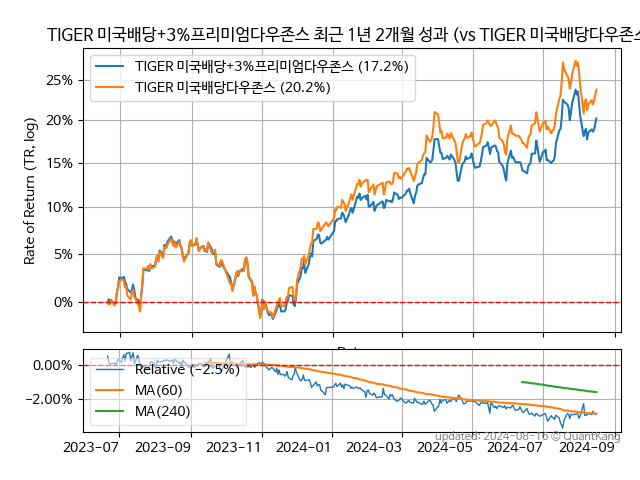 TIGER 미국배당+3%프리미엄다우존스 최근 1년 2개월 성과 (vs TIGER 미국배당다우존스
TIGER 미국배당+3%프리미엄다우존스 (17.2%)
TIGER 미국배당다우존스 (20.2%)
Rate of Return (TR, log)
25%
20%
15%
10%
5%
0%
0.00%
−2.00%
Relative (−2.5%)
MA(60)
MA(240)
updated: 2024-08-16 © QuantKang
2023-07
2023-09
2023-11
2024-01
2024-03
2024-05
2024-07
2024-09